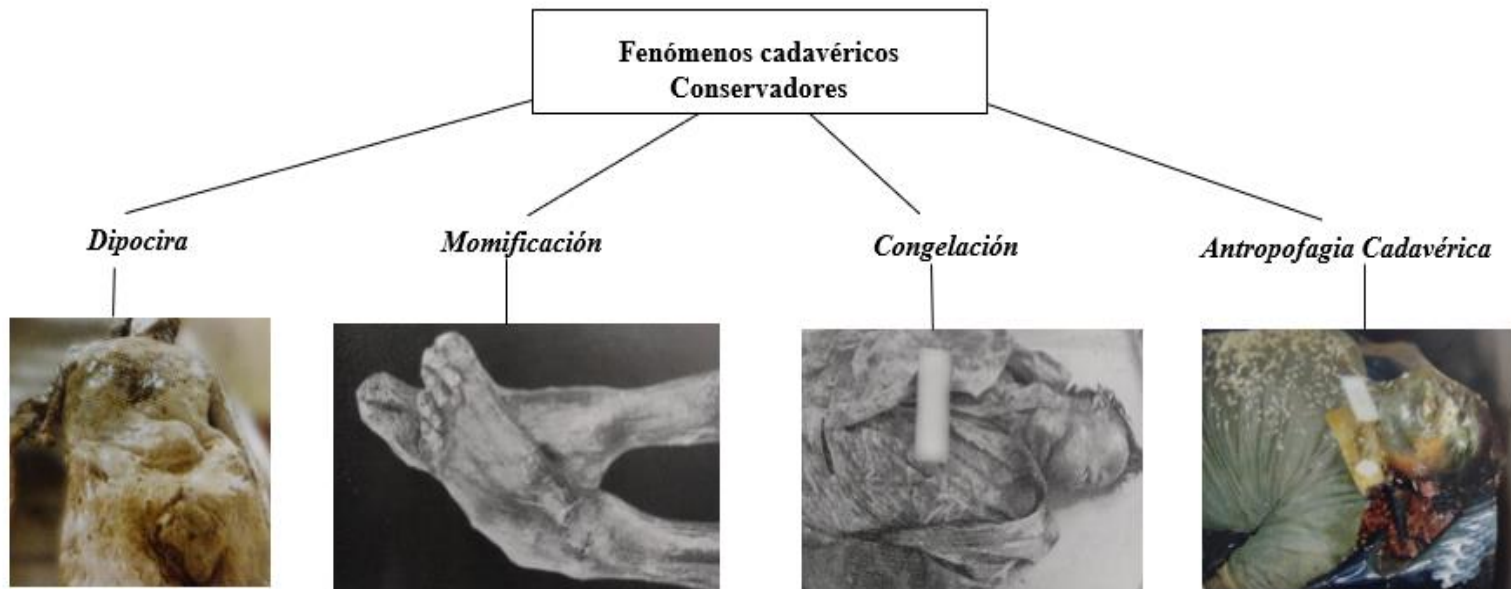 Fenómenos cadavéricos
Conservadores
Dipocira
Momificación
Congelación
Antropofagia Cadavérica